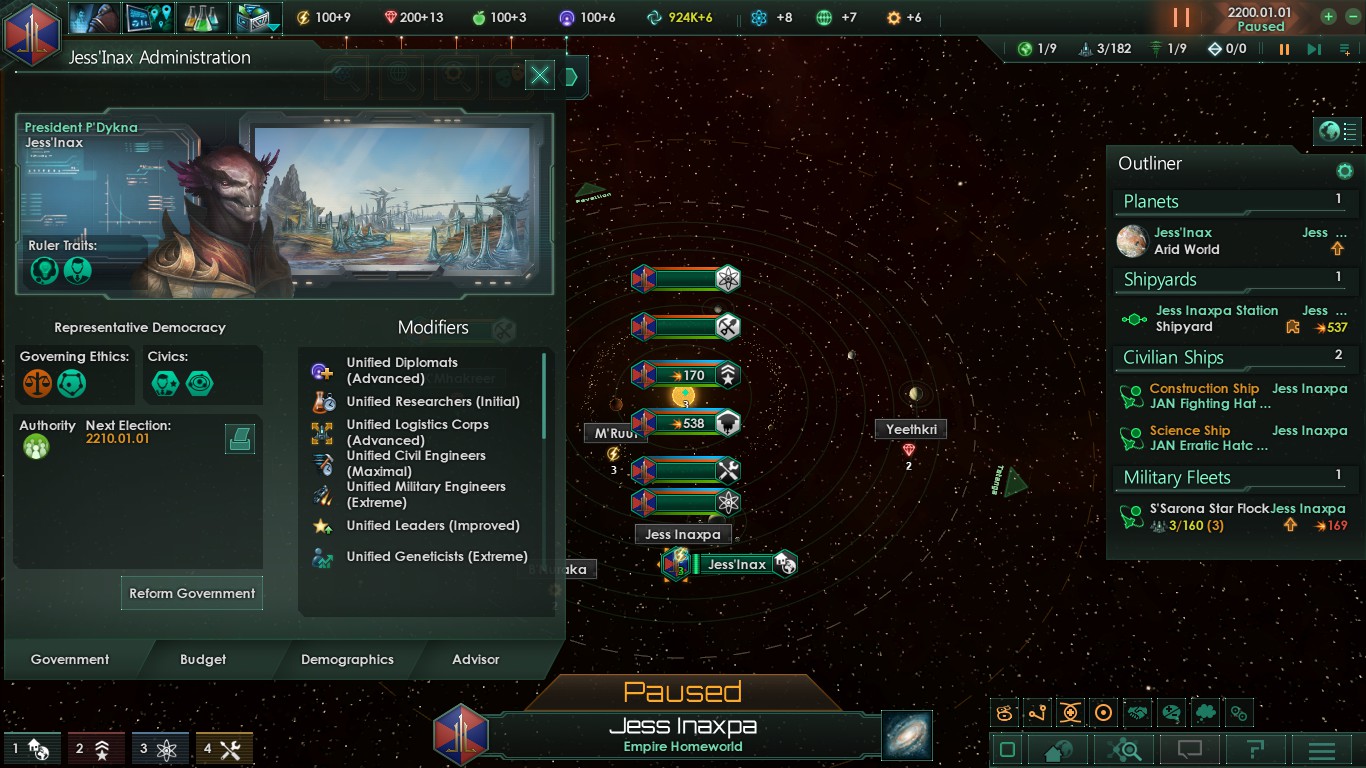 100+9
200+13
100+3
100+6
924K+6
+8
+7
+6
2200.01.01
Paused
1/9
3/182
1/9
0/0
Jess'Inax Administration
President P'Dykna
Jess'Inax
Ruler Traits:
Representative Democracy
Governing Ethics:
Civics:
Authority
Next Election:
2210.01.01
Reform Government
Modifiers
Unified Diplomats
(Advanced)
Unified Researchers (Initial)
Unified Logistics Corps
(Advanced)
Unified Civil Engineers
(Maximal)
Unified Military Engineers
(Extreme)
Unified Leaders (Improved)
Unified Geneticists (Extreme)
Government
Budget
Demographics
Advisor
170
3
538
3
Yeethkri
2
Tatanga
Jess Inaxpa
3
Jess'Inax
Outliner
Planets
1
Jess'Inax
Jess ...
Arid World
Shipyards
1
Jess Inaxpa Station
Jess ...
Shipyard
537
Civilian Ships
2
Construction Ship
Jess Inaxpa
JAN Fighting Hat ...
Science Ship
Jess Inaxpa
JAN Erratic Hatc ...
Military Fleets
1
S'Sarona Star Flock
Jess Inaxpa
3/160 (3)
169
Paused
Jess Inaxpa
Empire Homeworld
1
2
3
4